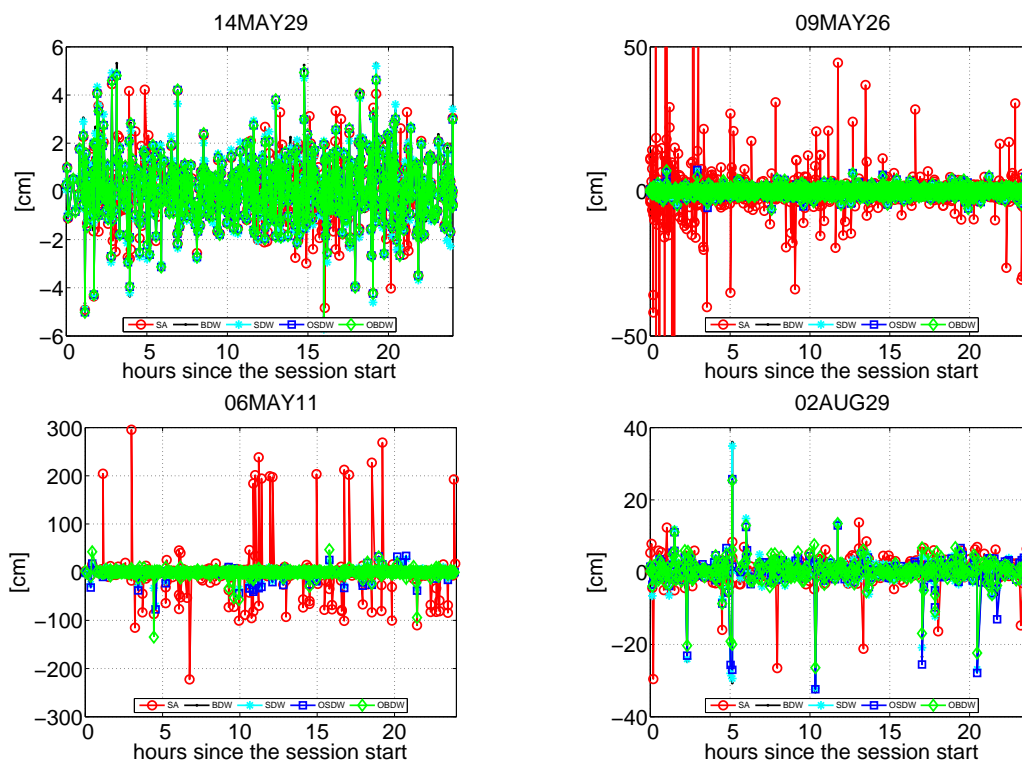 14MAY29
6
4
2
0
−2
−4
−6
[cm]
0 5 10 15 20
SA BDW SDW OSDW OBDW
hours since the session start
09MAY26
50
0
−50
[cm]
0 5 10 15 20
SA BDW SDW OSDW OBDW
hours since the session start
06MAY11
300
200
100
0
−100
−200
−300
[cm]
0 5 10 15 20
SA BDW SDW OSDW OBDW
hours since the session start
02AUG29
40
20
0
−20
−40
[cm]
0 5 10 15 20
SA BDW SDW OSDW OBDW
hours since the session start